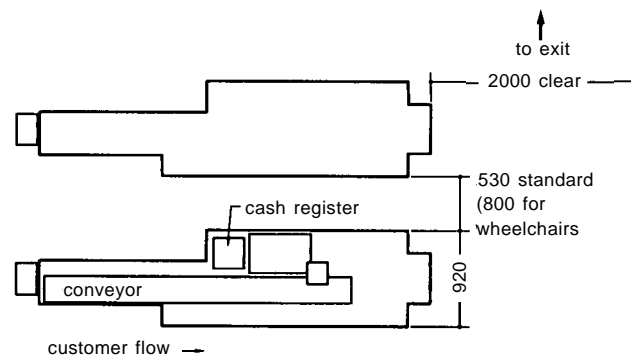 to exit
2000 clear
530 standard
(800 for
wheelchairs
cash register
920
conveyor
customer flow